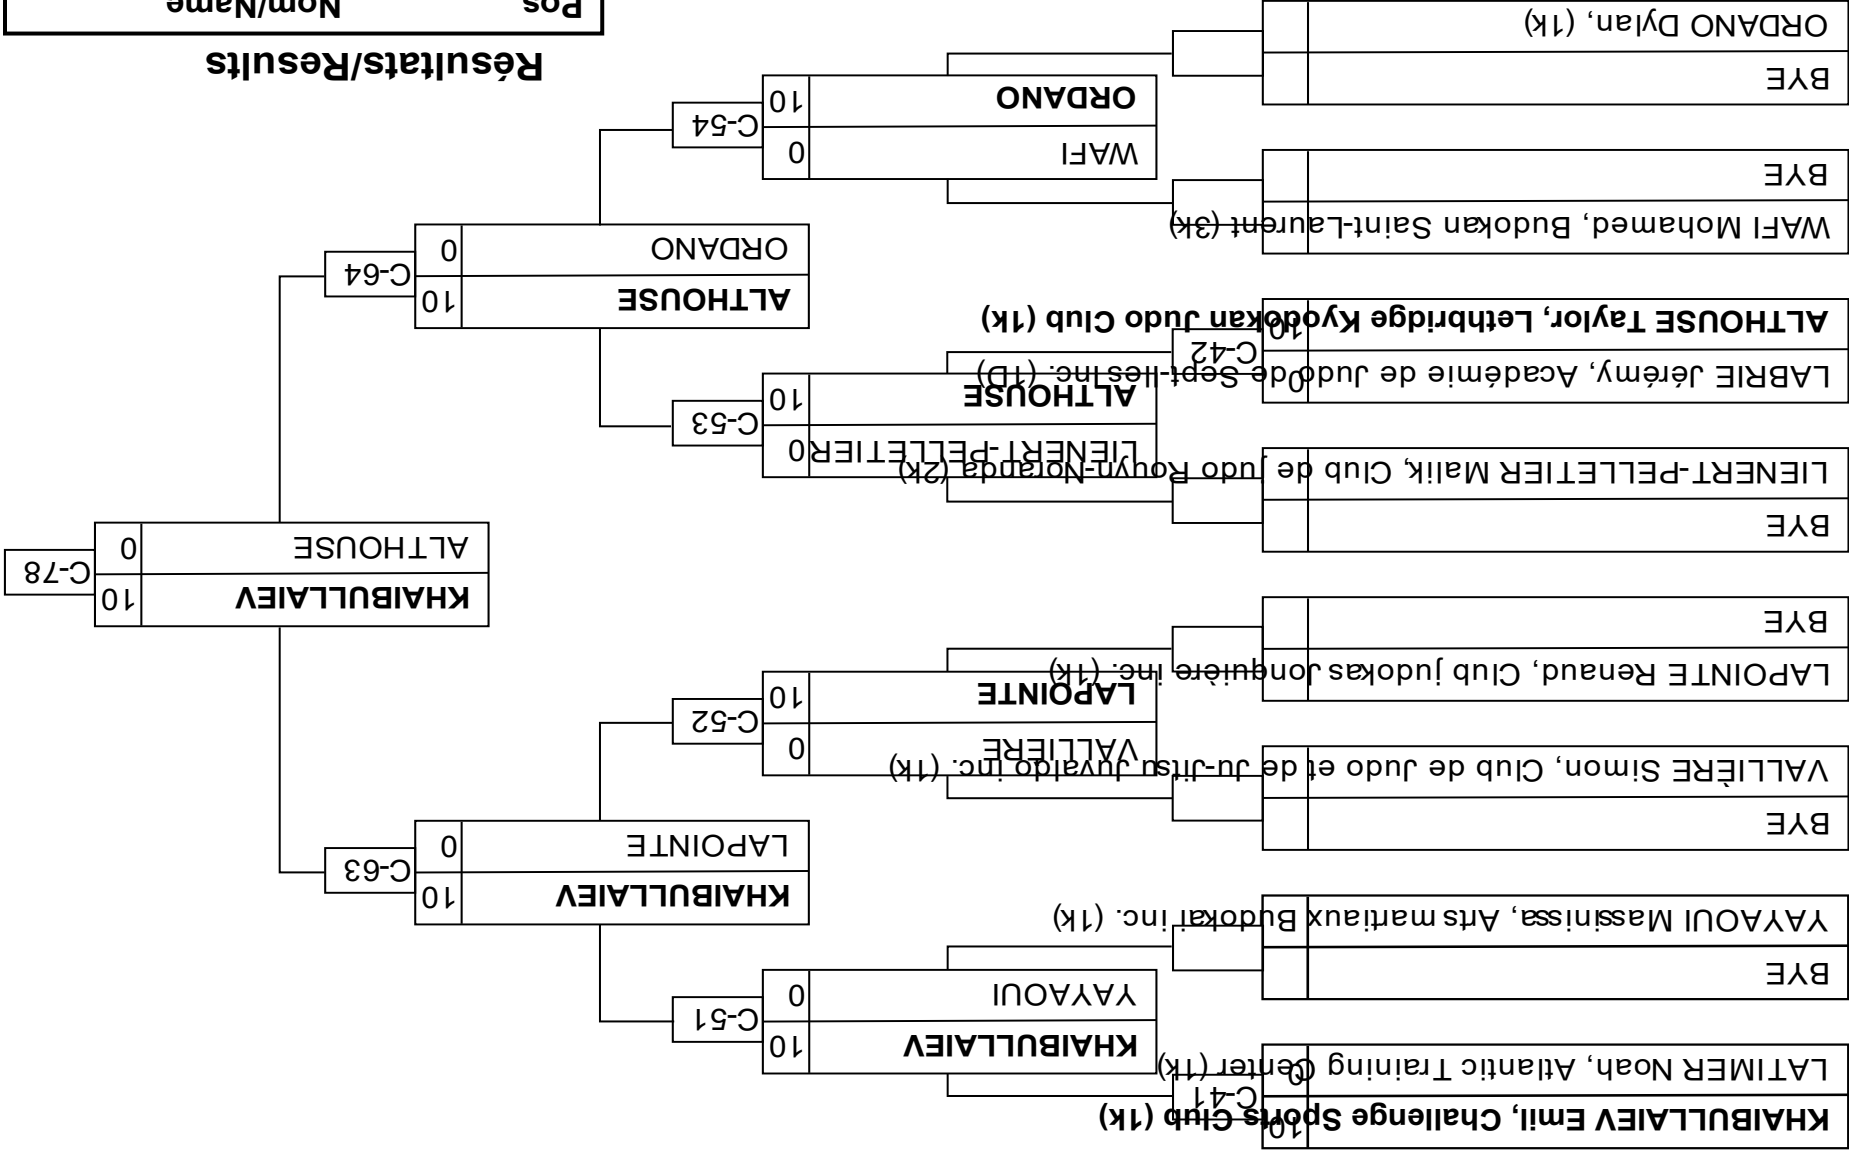 KHAIBULLAIEV Emil, Challenge Sports Club (1k)
10
C-41
LATIMER Noah, Atlantic Training Center (1k)
0
KHAIBULLAIEV
10
C-51
YAYAOUI
0
BYE
YAYAOUI Massinissa, Arts martiaux Budokai inc. (1k)
KHAIBULLAIEV
10
C-63
LAPOINTE
0
BYE
VALLIÈRE Simon, Club de Judo et de Ju-Jitsu Juvaldo inc. (1k)
VALLIÈRE
0
C-52
LAPOINTE
10
LAPOINTE Renaud, Club judokas Jonquière inc. (1k)
BYE
KHAIBULLAIEV
10
C-78
ALTHOUSE
0
BYE
LIENERT-PELLETIER Malik, Club de judo Rouyn-Noranda (2k)
LIENERT-PELLETIER
0
C-53
ALTHOUSE
10
LABRIE Jérémy, Académie de Judo de Sept-Iles Inc. (1D)
0
C-42
ALTHOUSE Taylor, Lethbridge Kyodokan Judo Club (1k)
10
ALTHOUSE
10
C-64
ORDANO
0
WAFI Mohamed, Budokan Saint-Laurent (3k)
BYE
WAFI
0
C-54
ORDANO
10
BYE
ORDANO Dylan, (1k)
Résultats/Results
Pos Nom/Name